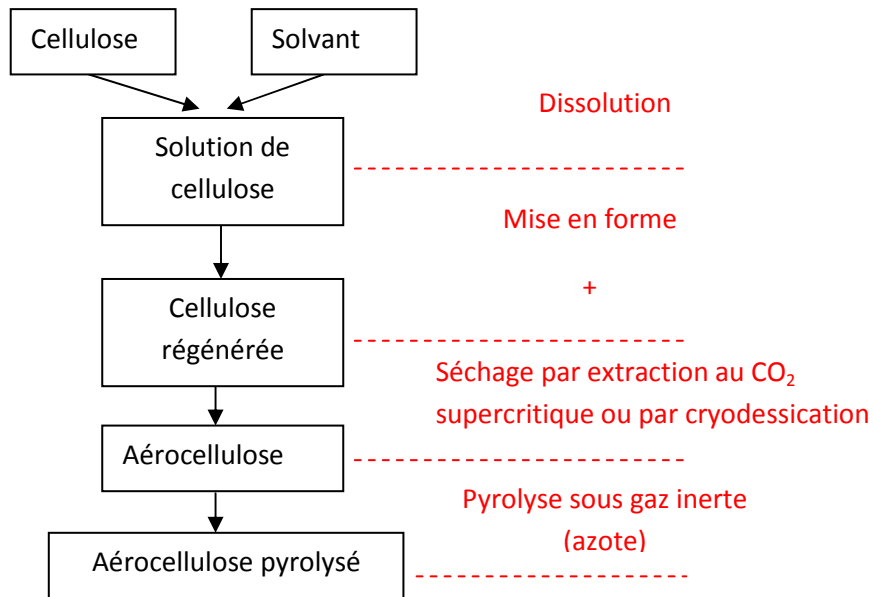 Cellulose
Solvant
Dissolution
Solution de
cellulose
Mise en forme
+
Cellulose
régénérée
Séchage par extraction au CO₂
supercritique ou par cryodessication
Aérocellulose
Pyrolyse sous gaz inerte
(azote)
Aérocellulose pyrolysé